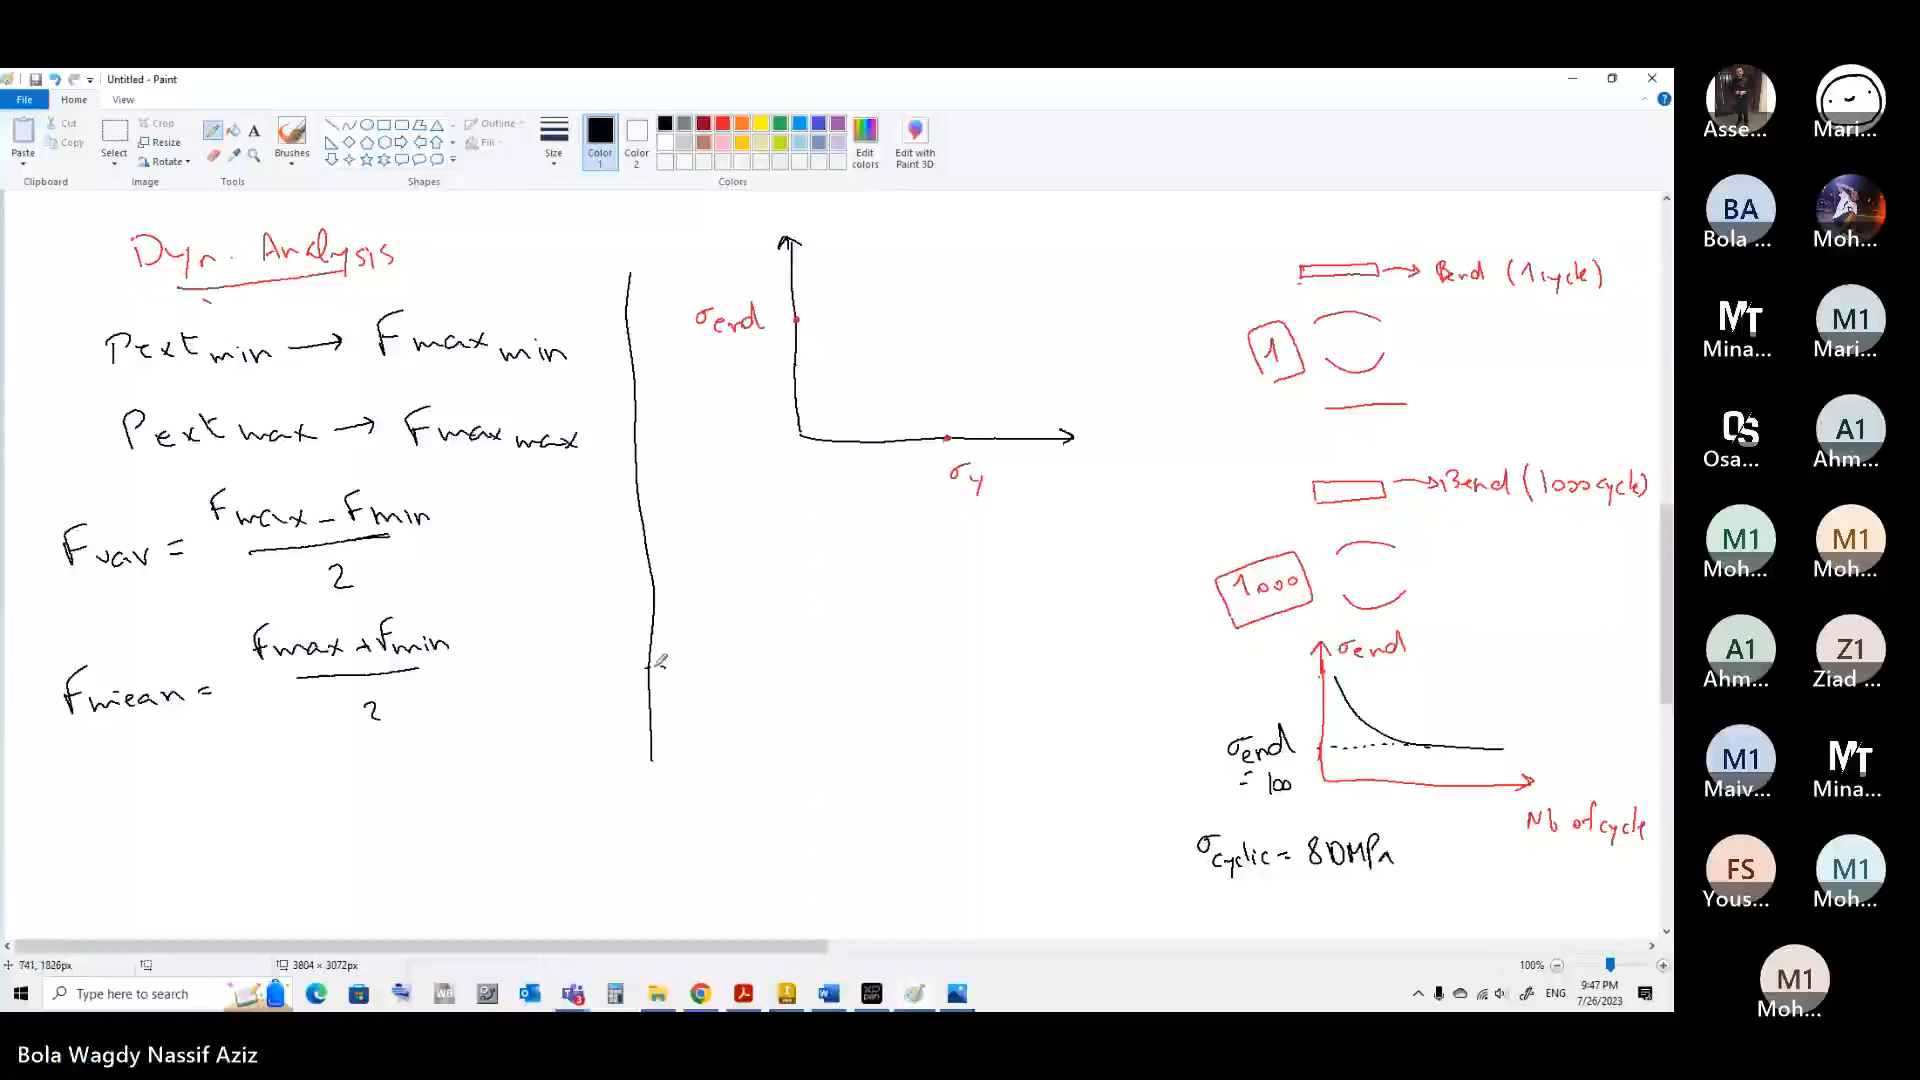 Untitled - Paint
File
Home
View
Paste
Cut
Copy
Clipboard
Select
Crop
Resize
Rotate
Image
A
Tools
Brushes
Outline
Fill
Shapes
Size
Color 1
Color 2
Edit colors
Edit with Paint 3D
Colors
Dyn. Analysis
Pext min → Fmax min
Pext max → Fmax max
Fvar = (Fmax - Fmin) / 2
Fmean = (Fmax + Fmin) / 2
σend
σy
→ Bend (1 cycle)
1
→ Bend (1000 cycle)
1000
σend
σend
= 100
Nb of cycle
σcyclic = 80MPa
741, 1826px
3804 × 3072px
100%
Type here to search
ENG
9:47 PM
7/26/2023
Asse...
Mari...
BA
Bola ...
Moh...
MT
Mina...
M1
Mari...
OS
Osa...
A1
Ahm...
M1
Moh...
M1
Moh...
A1
Ahm...
Z1
Ziad ...
M1
Maiv...
MT
Mina...
FS
Yous...
M1
Moh...
M1
Moh...
Bola Wagdy Nassif Aziz